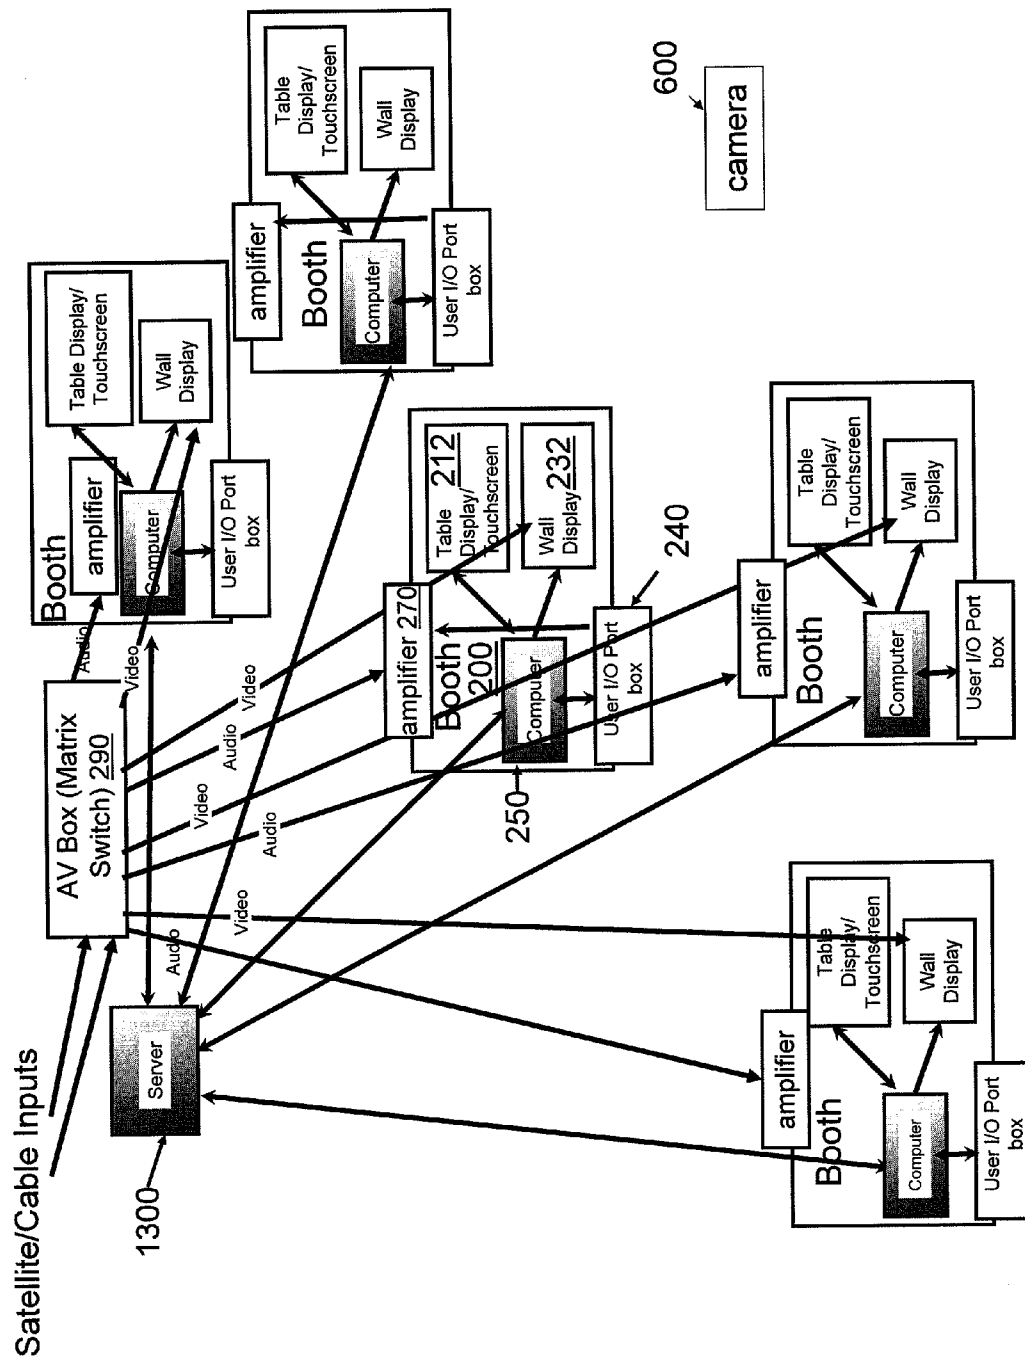 Satellite/Cable Inputs
1300
Server
AV Box (Matrix
Switch) 290
Audio
Video
Video
Audio
Video
Audio
Video
Audio
Booth
amplifier
Computer
Table Display/
Touchscreen
Wall
Display
User I/O Port
box
amplifier
Booth
Computer
Table
Display/
Touchscreen
Wall
Display
User I/O Port
box
amplifier 270
Booth
200
Computer
250
Table 212
Display/
Touchscreen
Wall
Display 232
User I/O Port
box
240
amplifier
Booth
Computer
Table
Display/
Touchscreen
Wall
Display
User I/O Port
box
amplifier
Booth
Computer
Table
Display/
Touchscreen
Wall
Display
User I/O Port
box
600
camera